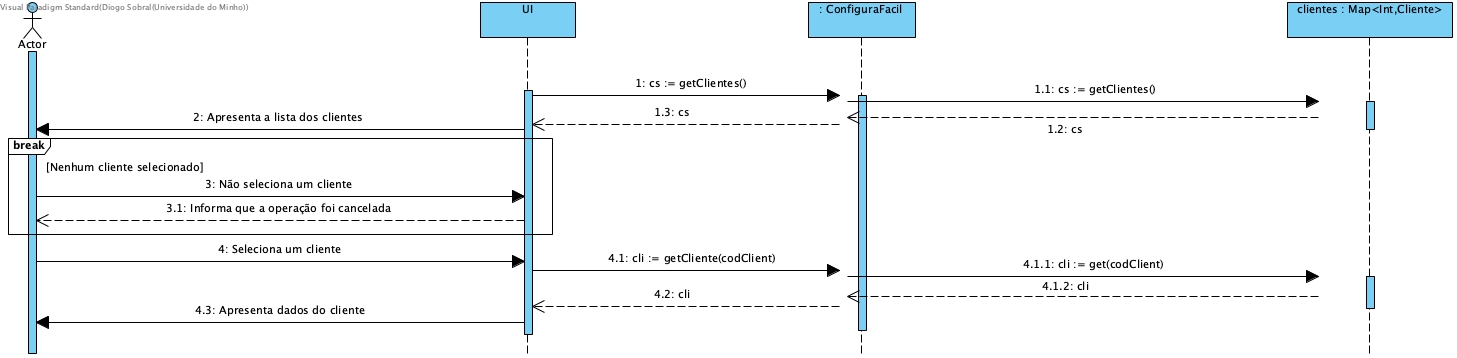 Visual Paradigm Standard(Diogo Sobral(Universidade do Minho))
Actor
UI
: ConfiguraFacil
clientes : Map<Int,Cliente>
1: cs := getClientes()
1.1: cs := getClientes()
1.3: cs
1.2: cs
2: Apresenta a lista dos clientes
break
[Nenhum cliente selecionado]
3: Não seleciona um cliente
3.1: Informa que a operação foi cancelada
4: Seleciona um cliente
4.1: cli := getCliente(codClient)
4.1.1: cli := get(codClient)
4.1.2: cli
4.2: cli
4.3: Apresenta dados do cliente